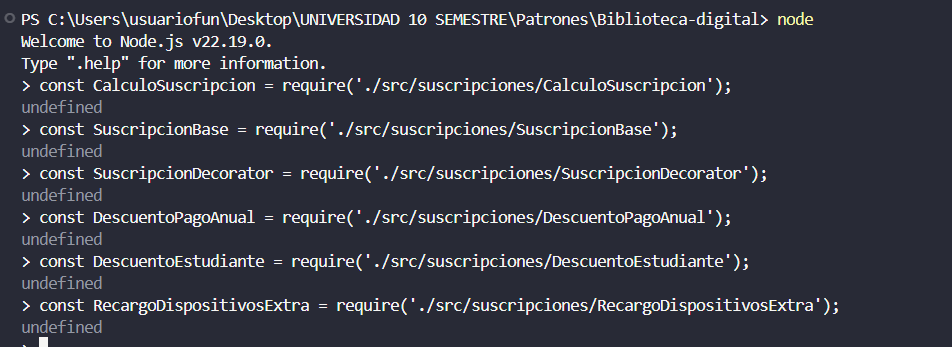 PS C:\Users\usuariofun\Desktop\UNIVERSIDAD 10 SEMESTRE\Patrones\Biblioteca-digital> node
Welcome to Node.js v22.19.0.
Type ".help" for more information.
> const CalculoSuscripcion = require('./src/suscripciones/CalculoSuscripcion');
undefined
> const SuscripcionBase = require('./src/suscripciones/SuscripcionBase');
undefined
> const SuscripcionDecorator = require('./src/suscripciones/SuscripcionDecorator');
undefined
> const DescuentoPagoAnual = require('./src/suscripciones/DescuentoPagoAnual');
undefined
> const DescuentoEstudiante = require('./src/suscripciones/DescuentoEstudiante');
undefined
> const RecargoDispositivosExtra = require('./src/suscripciones/RecargoDispositivosExtra');
undefined
>